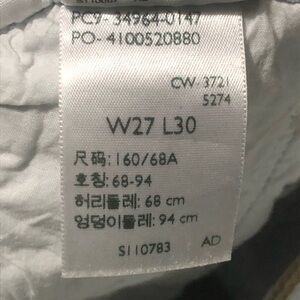 PC9- 34964-0147
PO- 4100520880
CW- 3721
5274
W27 L30
尺码: 160/68A
호칭: 68-94
허리둘레: 68 cm
엉덩이둘레: 94 cm
S110783 AD